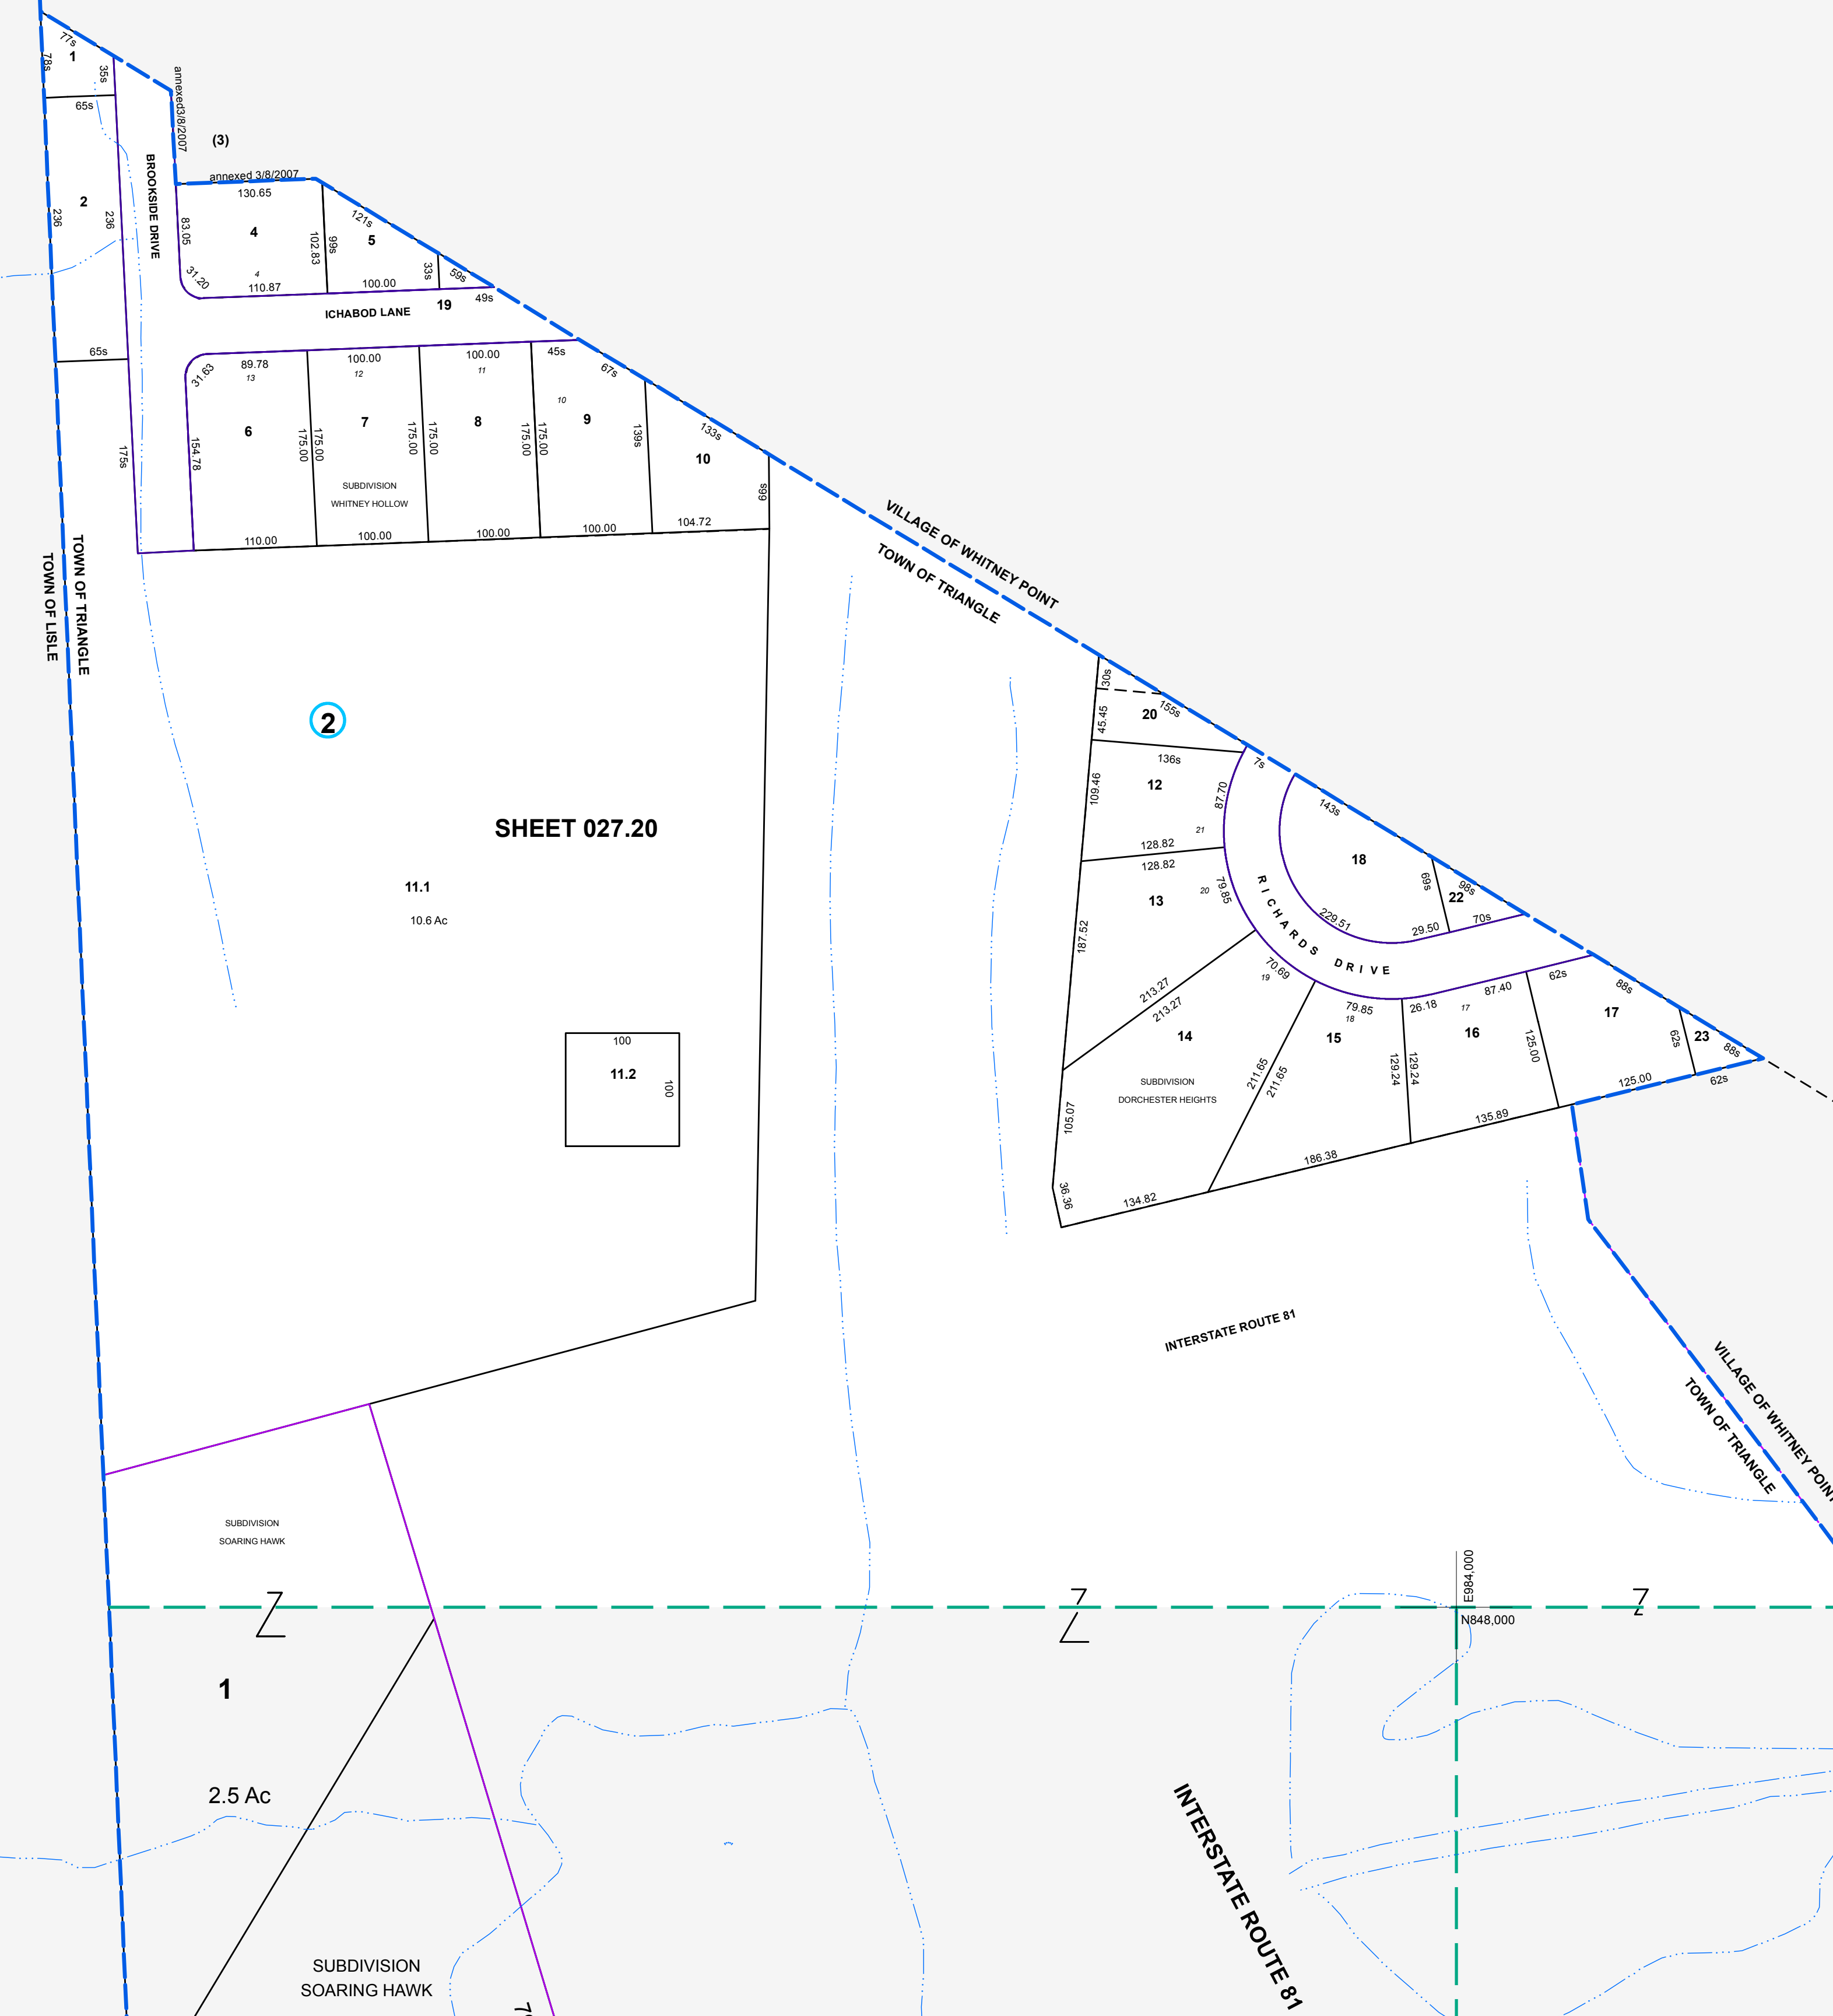 77s
1
78s
35s
65s
annexed3/8/2007
(3)
BROOKSIDE DRIVE
annexed 3/8/2007
130.65
2
236
236
83.05
4
102.83
99s
121s
5
33s
59s
31.20
4
110.87
100.00
49s
19
ICHABOD LANE
65s
31.63
89.78
13
100.00
12
100.00
11
45s
67s
10
6
7
8
9
154.78
175.00
175.00
175.00
175.00
175.00
175.00
139s
133s
10
66s
175s
SUBDIVISION
WHITNEY HOLLOW
110.00
100.00
100.00
100.00
104.72
TOWN OF TRIANGLE
TOWN OF LISLE
VILLAGE OF WHITNEY POINT
TOWN OF TRIANGLE
2
SHEET 027.20
11.1
10.6 Ac
100
11.2
100
30s
155s
20
45.45
136s
7s
12
109.46
87.70
21
128.82
128.82
143s
18
69s
98s
22
70s
29.50
229.51
13
20
79.85
187.52
RICHARDS DRIVE
213.27
213.27
70.69
19
79.85
18
26.18
17
87.40
62s
88s
17
14
15
16
62s
23
88s
129.24
129.24
125.00
125.00
62s
211.65
211.65
SUBDIVISION
DORCHESTER HEIGHTS
105.07
36.36
134.82
186.38
135.89
INTERSTATE ROUTE 81
VILLAGE OF WHITNEY POINT
TOWN OF TRIANGLE
SUBDIVISION
SOARING HAWK
E984,000
N848,000
1
2.5 Ac
INTERSTATE ROUTE 81
SUBDIVISION
SOARING HAWK